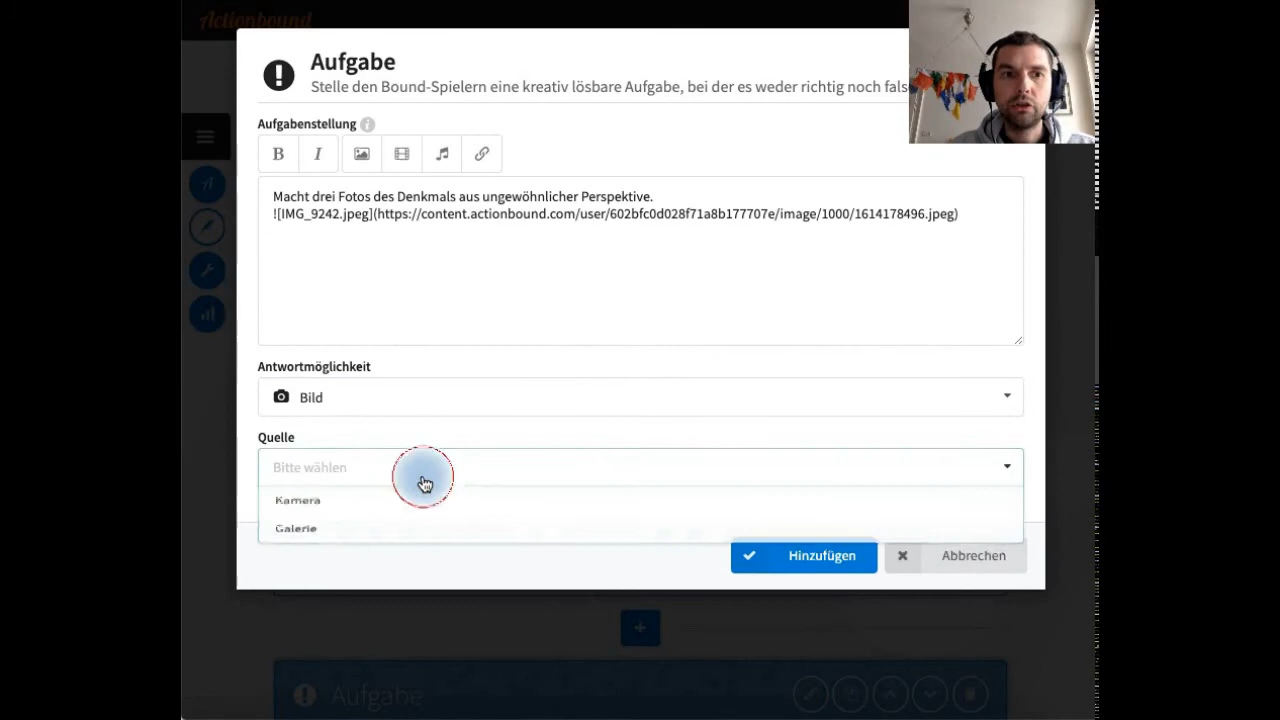 Actionbound
Aufgabe
Stelle den Bound-Spielern eine kreativ lösbare Aufgabe, bei der es weder richtig noch fals
Aufgabenstellung i
B I
Macht drei Fotos des Denkmals aus ungewöhnlicher Perspektive.
![IMG_9242.jpeg](https://content.actionbound.com/user/602bfc0d028f71a8b177707e/image/1000/1614178496.jpeg)
Antwortmöglichkeit
Bild
Quelle
Bitte wählen
Kamera
Galerie
Hinzufügen Abbrechen
Aufgabe